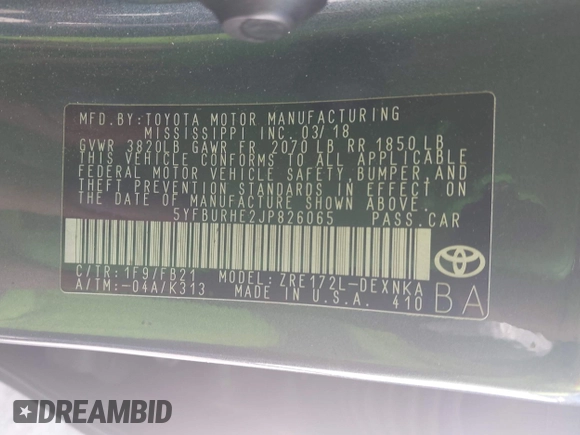 MFD.BY:TOYOTA MOTOR MANUFACTURING
MISSISSIPPI INC. 03/18
GVWR 3820LB GAWR FR 2070 LB RR 1850 LB
THIS VEHICLE CONFORMS TO ALL APPLICABLE
FEDERAL MOTOR VEHICLE SAFETY, BUMPER, AND
THEFT PREVENTION STANDARDS IN EFFECT ON
THE DATE OF MANUFACTURE SHOWN ABOVE.
5YFBURHE2JP826065 PASS.CAR
C/TR: 1F9/FB21 MODEL: ZRE172L-DEXNKA
A/TM:-04A/K313 MADE IN U.S.A. 410
BA
DREAMBID